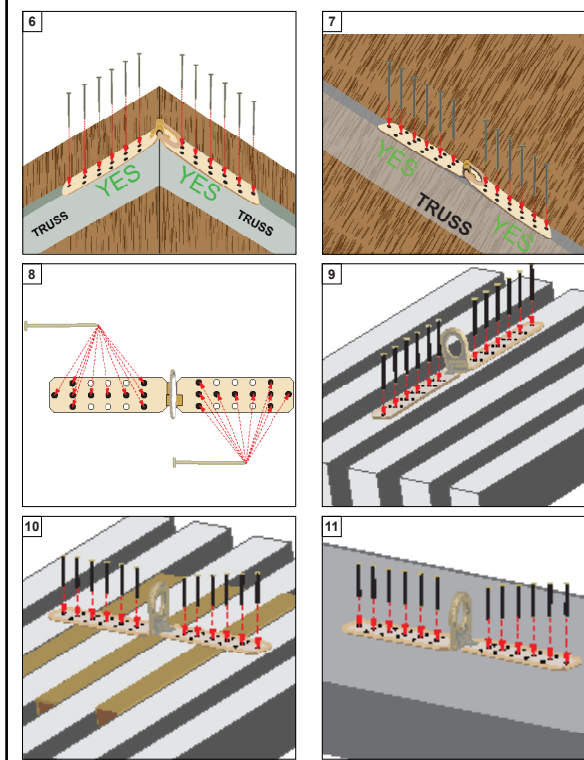 6
YES
YES
TRUSS
TRUSS
7
YES
TRUSS
YES
8
9
10
11